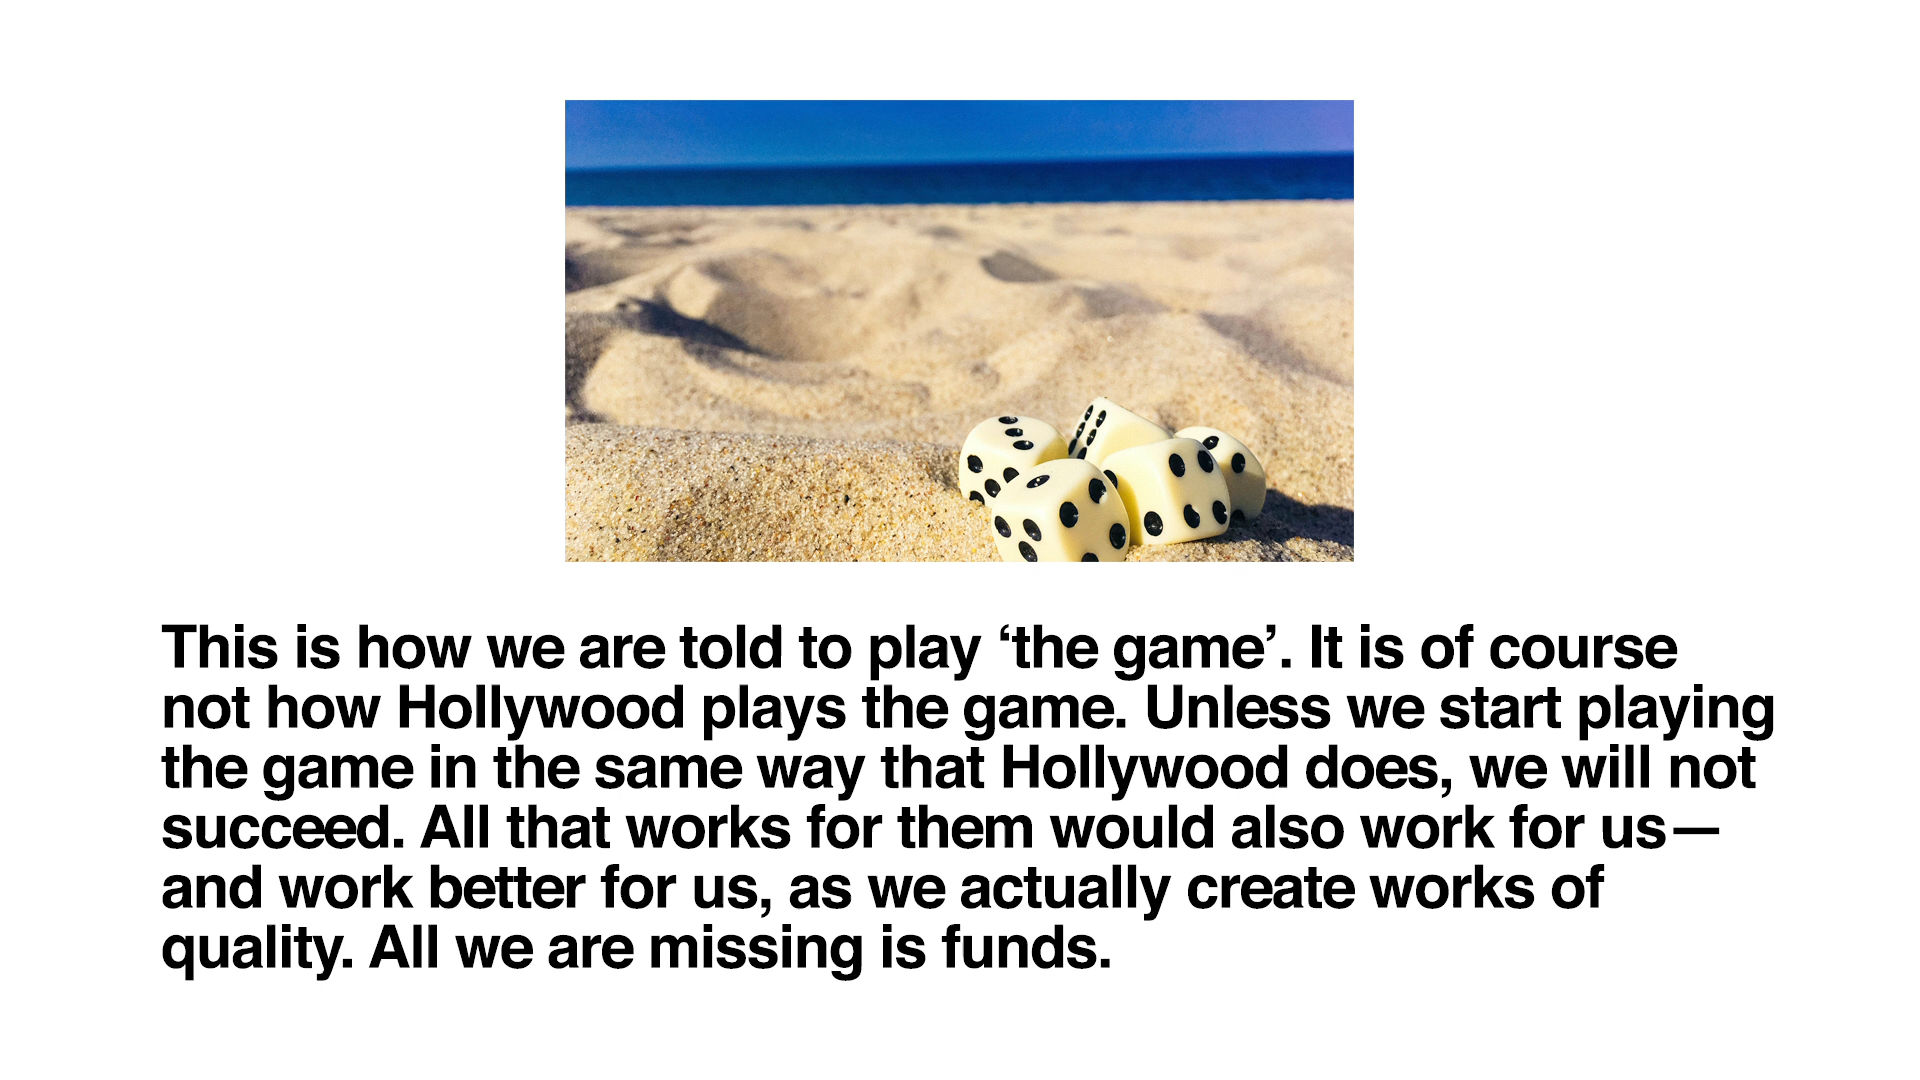 This is how we are told to play ‘the game’. It is of course
not how Hollywood plays the game. Unless we start playing
the game in the same way that Hollywood does, we will not
succeed. All that works for them would also work for us—
and work better for us, as we actually create works of
quality. All we are missing is funds.